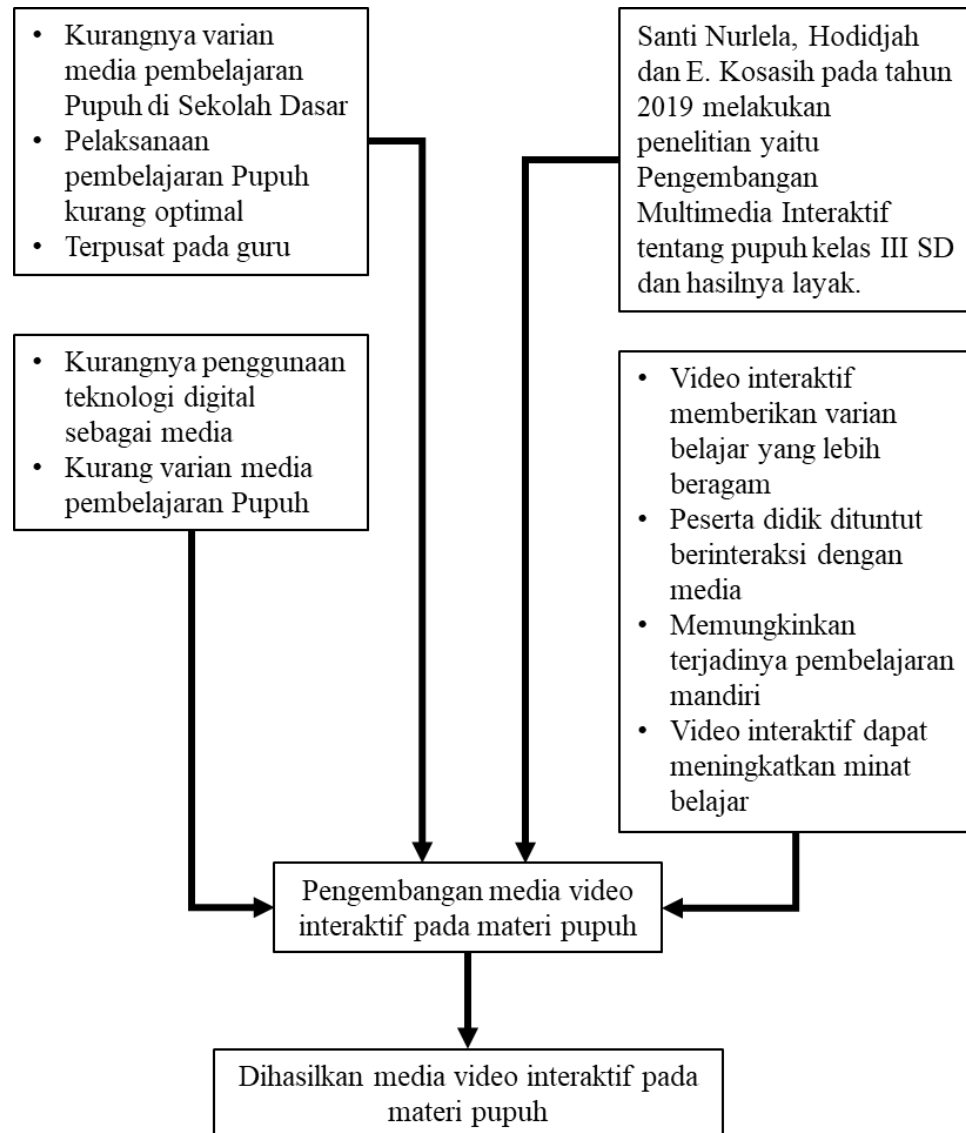 • Kurangnya varian
media pembelajaran
Pupuh di Sekolah Dasar
• Pelaksanaan
pembelajaran Pupuh
kurang optimal
• Terpusat pada guru
Santi Nurlela, Hodidjah
dan E. Kosasih pada tahun
2019 melakukan
penelitian yaitu
Pengembangan
Multimedia Interaktif
tentang pupuh kelas III SD
dan hasilnya layak.
• Kurangnya penggunaan
teknologi digital
sebagai media
• Kurang varian media
pembelajaran Pupuh
• Video interaktif
memberikan varian
belajar yang lebih
beragam
• Peserta didik dituntut
berinteraksi dengan
media
• Memungkinkan
terjadinya pembelajaran
mandiri
• Video interaktif dapat
meningkatkan minat
belajar
Pengembangan media video
interaktif pada materi pupuh
Dihasilkan media video interaktif pada
materi pupuh